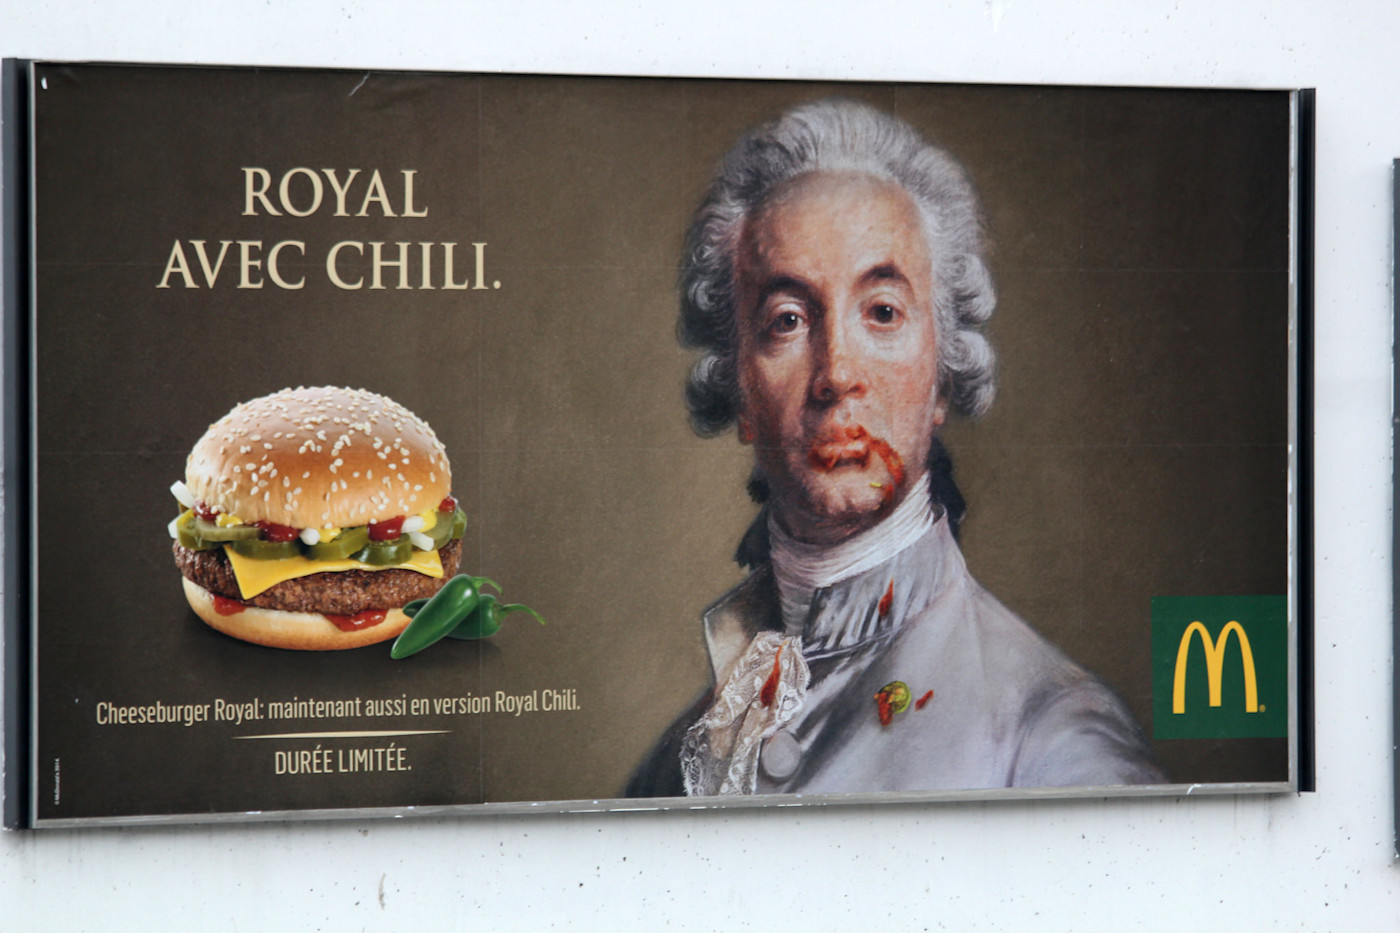 ROYAL
AVEC CHILI.
Cheeseburger Royal: maintenant aussi en version Royal Chili.
DURÉE LIMITÉE.